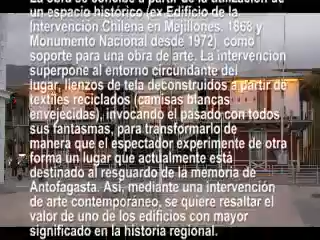 La obra se concibe a partir de la utilización de
un espacio histórico (ex Edificio de la
Intervención Chilena en Mejillones, 1868 y
Monumento Nacional desde 1972), como
soporte para una obra de arte. La intervención
superpone al entorno circundante del
lugar, lienzos de tela deconstruidos a partir de
textiles reciclados (camisas blancas
envejecidas), invocando el pasado con todos
sus fantasmas, para transformarlo de
manera que el espectador experimente de otra
forma un lugar que actualmente está
destinado al resguardo de la memoria de
Antofagasta. Así, mediante una intervención
de arte contemporáneo, se quiere resaltar el
valor de uno de los edificios con mayor
significado en la historia regional.